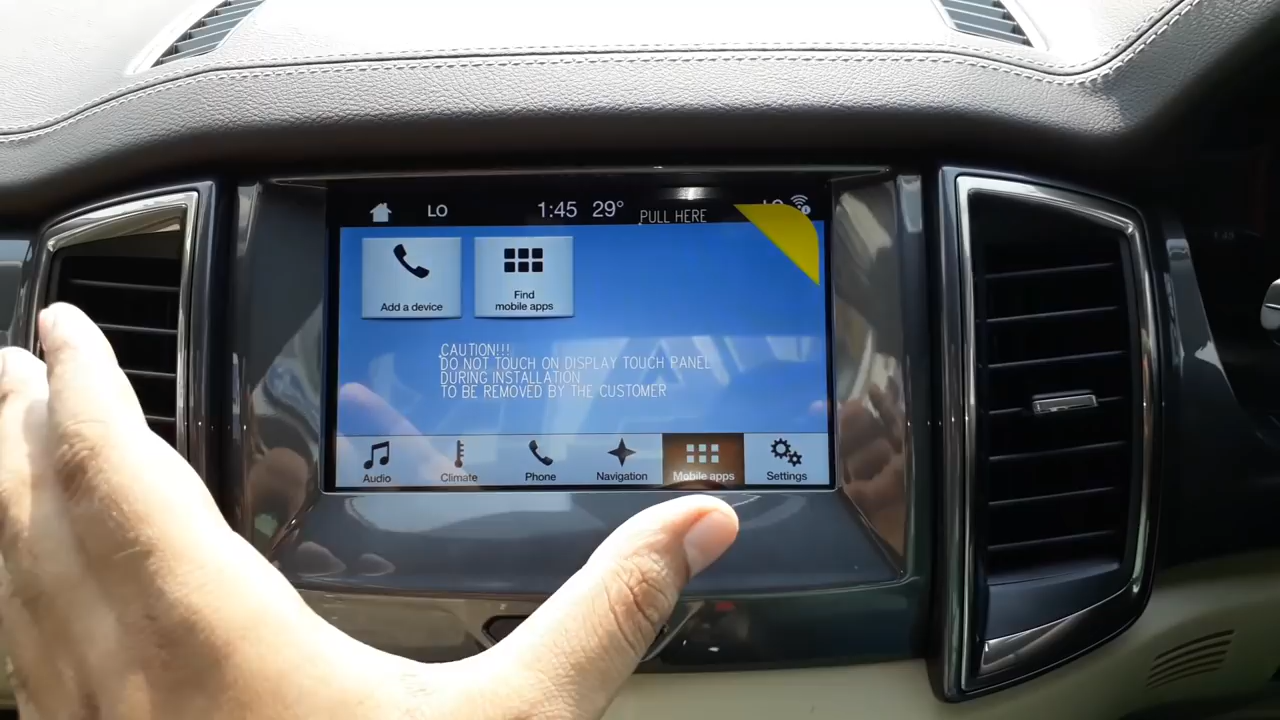 LO 1:45 29° PULL HERE LO
Add a device
Find
mobile apps
CAUTION!!!
DO NOT TOUCH ON DISPLAY TOUCH PANEL
DURING INSTALLATION
TO BE REMOVED BY THE CUSTOMER
Audio Climate Phone Navigation Mobile apps Settings